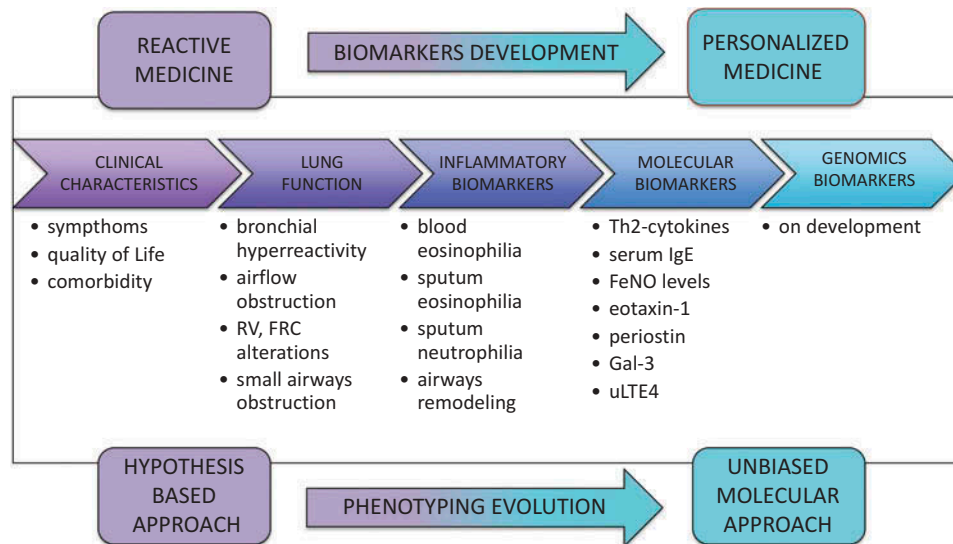 REACTIVE
MEDICINE
BIOMARKERS DEVELOPMENT
PERSONALIZED
MEDICINE
CLINICAL
CHARACTERISTICS
• sympthoms
• quality of Life
• comorbidity
LUNG
FUNCTION
• bronchial
hyperreactivity
• airflow
obstruction
• RV, FRC
alterations
• small airways
obstruction
INFLAMMATORY
BIOMARKERS
• blood
eosinophilia
• sputum
eosinophilia
• sputum
neutrophilia
• airways
remodeling
MOLECULAR
BIOMARKERS
• Th2-cytokines
• serum IgE
• FeNO levels
• eotaxin-1
• periostin
• Gal-3
• uLTE4
GENOMICS
BIOMARKERS
• on development
HYPOTHESIS
BASED
APPROACH
PHENOTYPING EVOLUTION
UNBIASED
MOLECULAR
APPROACH